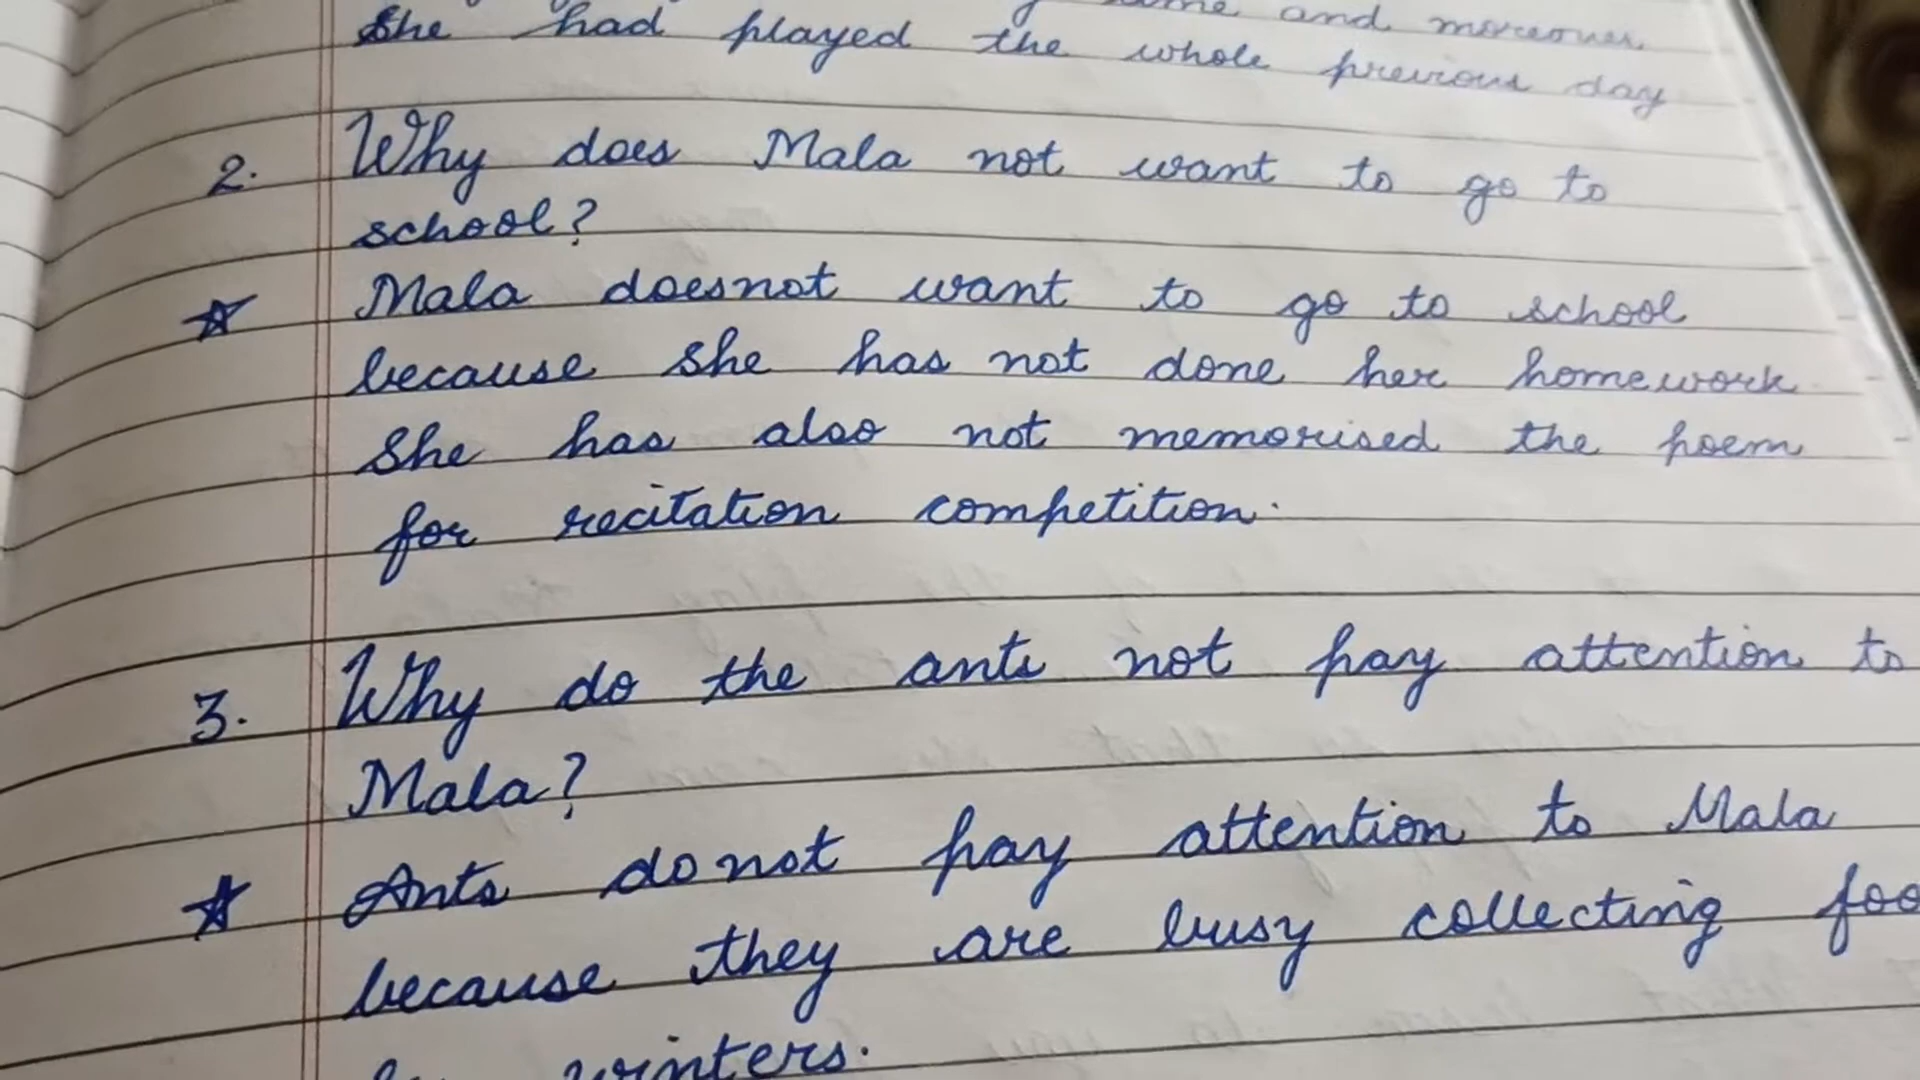 and moreover
She had played the whole previous day
2. Why does Mala not want to go to
school?
☆ Mala doesnot want to go to school
because she has not done her homework
She has also not memorised the poem
for recitation competition.
3. Why do the ants not pay attention to
Mala?
☆ Ants donot pay attention to Mala
because they are busy collecting foo
winters.